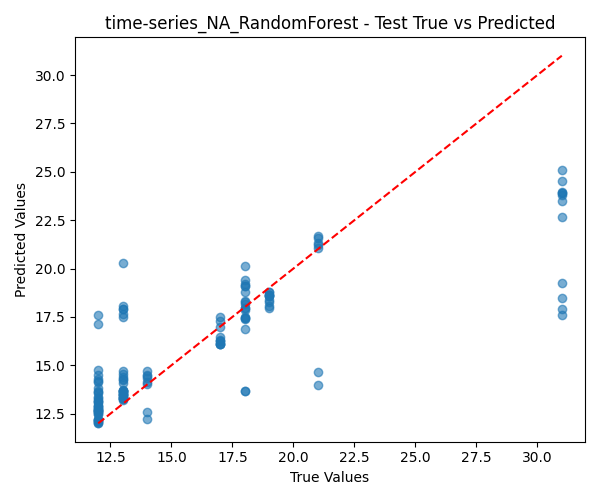 time-series_NA_RandomForest - Test True vs Predicted
Predicted Values
30.0
27.5
25.0
22.5
20.0
17.5
15.0
12.5
12.5 15.0 17.5 20.0 22.5 25.0 27.5 30.0
True Values